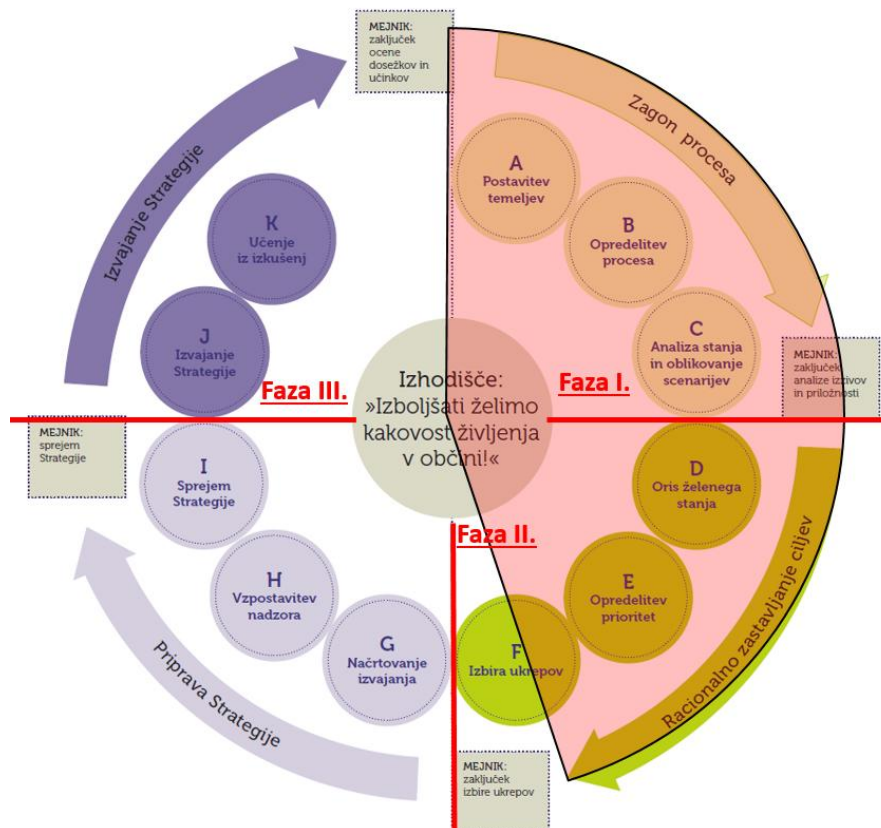 MEJNIK:
zaključek
ocene
dosežkov in
učinkov
Zagon procesa
A
Postavitev
temeljev
B
Opredelitev
procesa
C
Analiza stanja
in oblikovanje
scenarijev
MEJNIK:
zaključek
analize izzivov
in priložnosti
Faza I.
Izhodišče:
»Izboljšati želimo
kakovost življenja
v občini!«
D
Oris želenega
stanja
E
Opredelitev
prioritet
F
Izbira ukrepov
Racionalno zastavljanje ciljev
Faza II.
MEJNIK:
zaključek
izbire ukrepov
G
Načrtovanje
izvajanja
H
Vzpostavitev
nadzora
I
Sprejem
Strategije
Priprava Strategije
MEJNIK:
sprejem
Strategije
Faza III.
J
Izvajanje
Strategije
K
Učenje
iz izkušenj
Izvajanje Strategije